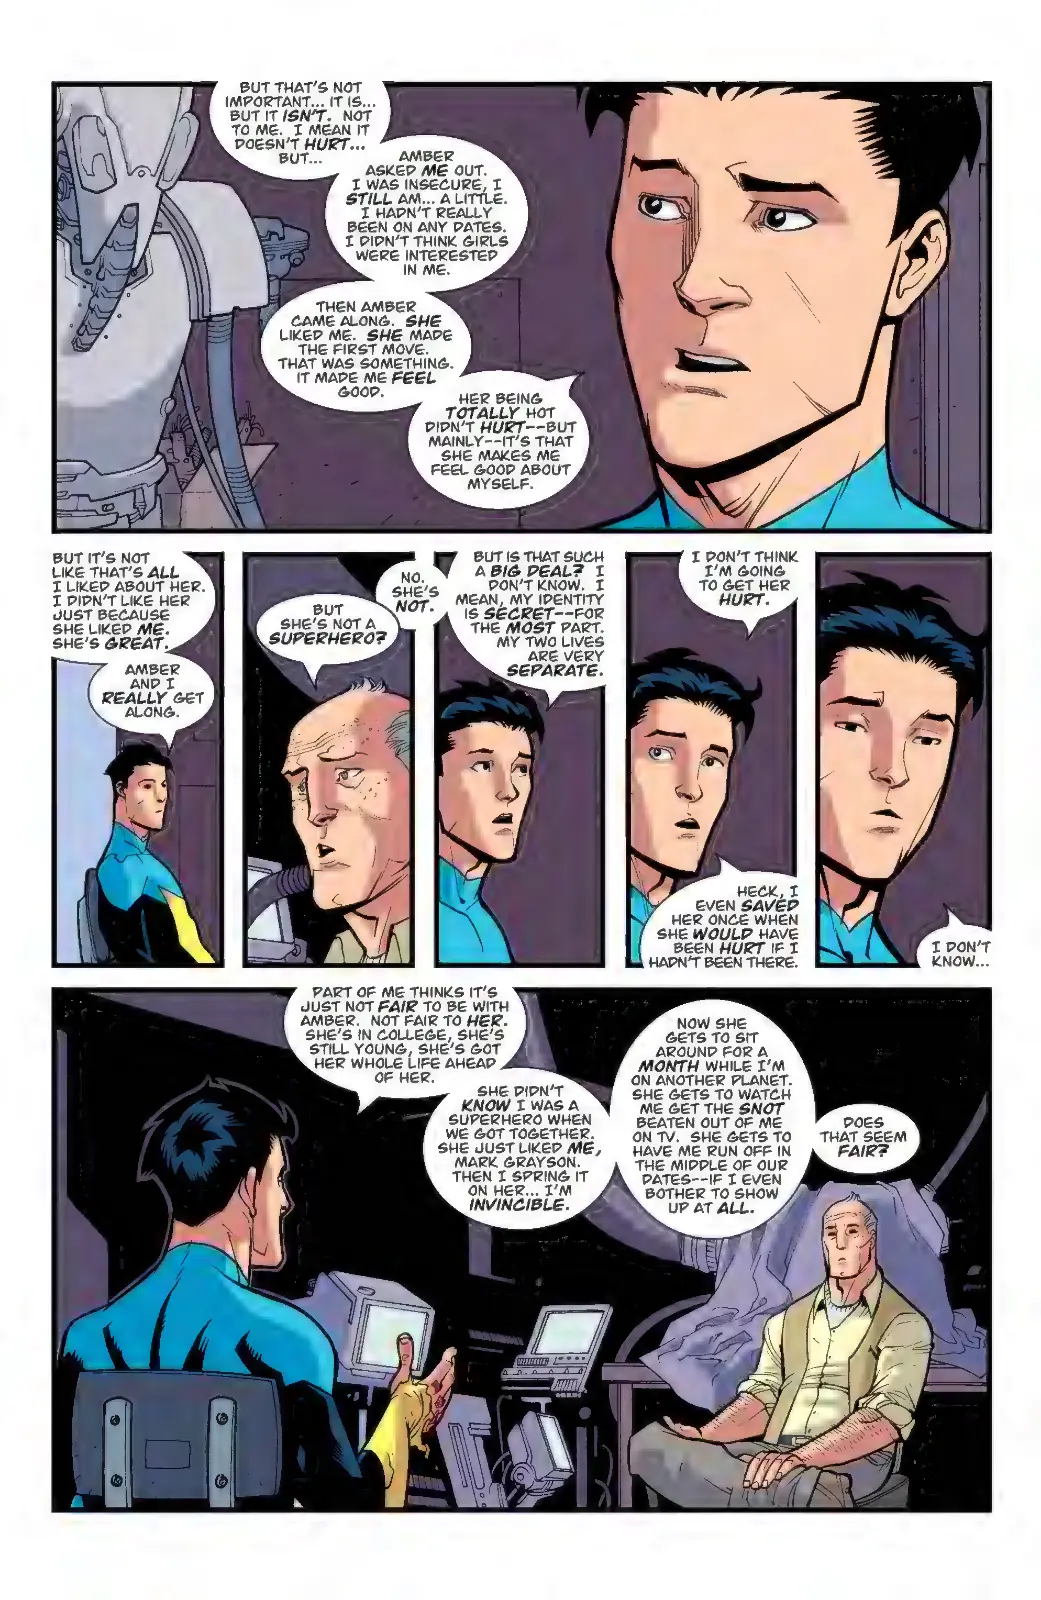 BUT THAT'S NOT
IMPORTANT... IT IS...
BUT IT ISN'T. NOT
TO ME. I MEAN IT
DOESN'T HURT...
BUT...
AMBER
ASKED ME OUT.
I WAS INSECURE, I
STILL AM... A LITTLE.
I HADN'T REALLY
BEEN ON ANY DATES.
I DIDN'T THINK GIRLS
WERE INTERESTED
IN ME.
THEN AMBER
CAME ALONG. SHE
LIKED ME. SHE MADE
THE FIRST MOVE.
THAT WAS SOMETHING.
IT MADE ME FEEL
GOOD.
HER BEING
TOTALLY HOT
DIDN'T HURT--BUT
MAINLY--IT'S THAT
SHE MAKES ME
FEEL GOOD ABOUT
MYSELF.
BUT IT'S NOT
LIKE THAT'S ALL
I LIKED ABOUT HER.
I DIDN'T LIKE HER
JUST BECAUSE
SHE LIKED ME.
SHE'S GREAT.
AMBER
AND I
REALLY GET
ALONG.
BUT
SHE'S NOT A
SUPERHERO?
NO.
SHE'S
NOT.
BUT IS THAT SUCH
A BIG DEAL? I
DON'T KNOW. I
MEAN, MY IDENTITY
IS SECRET--FOR
THE MOST PART.
MY TWO LIVES
ARE VERY
SEPARATE.
I DON'T THINK
I'M GOING
TO GET HER
HURT.
HECK, I
EVEN SAVED
HER ONCE WHEN
SHE WOULD HAVE
BEEN HURT IF I
HADN'T BEEN THERE.
I DON'T
KNOW...
PART OF ME THINKS IT'S
JUST NOT FAIR TO BE WITH
AMBER. NOT FAIR TO HER.
SHE'S IN COLLEGE, SHE'S
STILL YOUNG, SHE'S GOT
HER WHOLE LIFE AHEAD
OF HER.
SHE DIDN'T
KNOW I WAS A
SUPERHERO WHEN
WE GOT TOGETHER.
SHE JUST LIKED ME,
MARK GRAYSON.
THEN I SPRING IT
ON HER... I'M
INVINCIBLE.
NOW SHE
GETS TO SIT
AROUND FOR A
MONTH WHILE I'M
ON ANOTHER PLANET.
SHE GETS TO WATCH
ME GET THE SNOT
BEATEN OUT OF ME
ON TV. SHE GETS TO
HAVE ME RUN OFF IN
THE MIDDLE OF OUR
DATES--IF I EVEN
BOTHER TO SHOW
UP AT ALL.
DOES
THAT SEEM
FAIR?